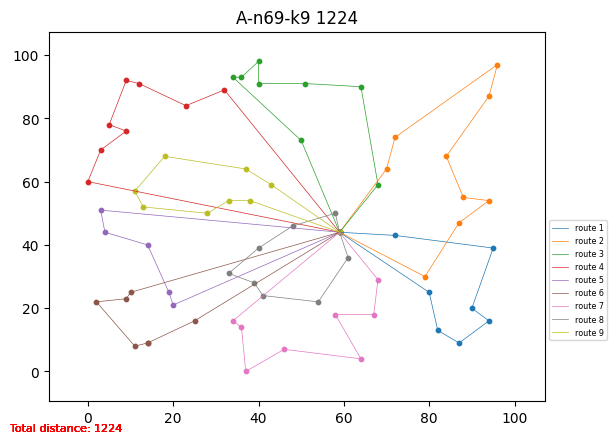 A-n69-k9 1224
100
80
60
40
20
0
0 20 40 60 80 100
route 1
route 2
route 3
route 4
route 5
route 6
route 7
route 8
route 9
Total distance: 1224